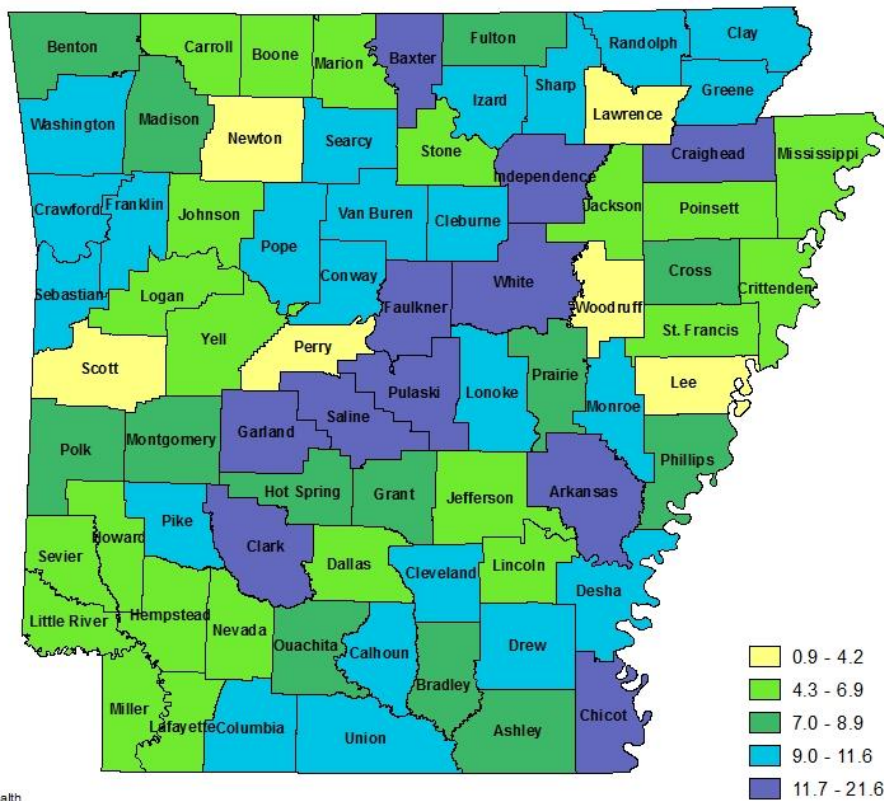 Benton
Carroll
Boone
Marion
Baxter
Fulton
Randolph
Clay
Izard
Sharp
Greene
Lawrence
Washington
Madison
Newton
Searcy
Stone
Independence
Craighead
Mississippi
Crawford
Franklin
Johnson
Van Buren
Cleburne
Jackson
Poinsett
Pope
Conway
White
Cross
Crittenden
Sebastian
Logan
Faulkner
Woodruff
St. Francis
Yell
Perry
Scott
Pulaski
Lonoke
Prairie
Monroe
Lee
Saline
Garland
Polk
Montgomery
Phillips
Hot Spring
Grant
Jefferson
Arkansas
Pike
Howard
Clark
Sevier
Dallas
Cleveland
Lincoln
Desha
Little River
Hempstead
Nevada
Ouachita
Calhoun
Drew
Bradley
Miller
Lafayette
Columbia
Union
Ashley
Chicot
0.9 - 4.2
4.3 - 6.9
7.0 - 8.9
9.0 - 11.6
11.7 - 21.6
alth